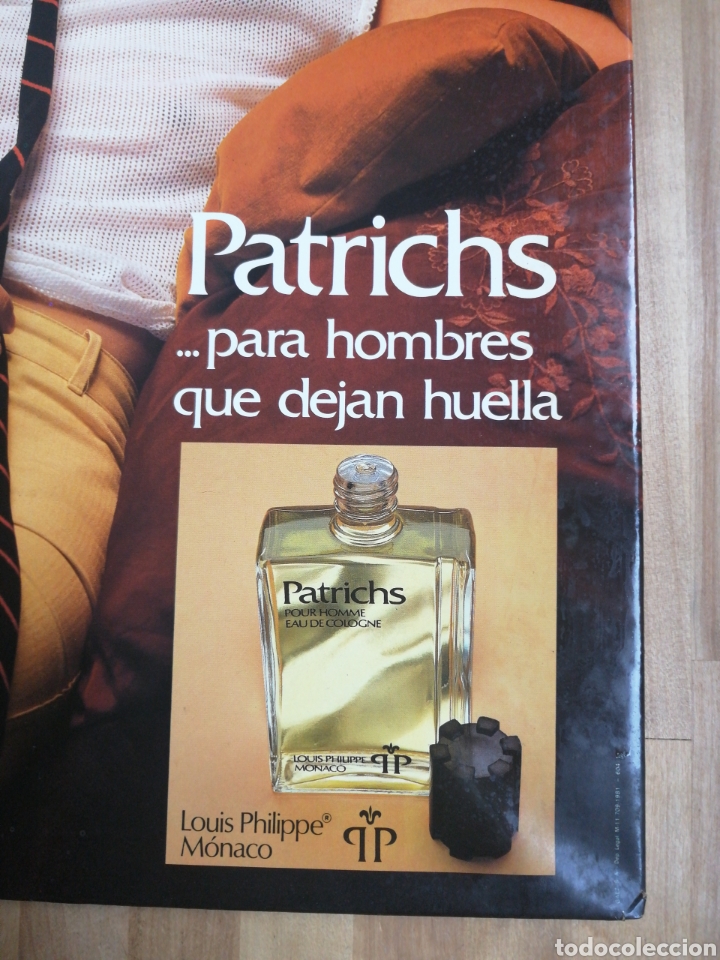 Patrichs
...para hombres
que dejan huella
Patrichs
POUR HOMME
EAU DE COLOGNE
LOUIS PHILIPPE
MONACO
Louis Philippe®
Mónaco
todocoleccion